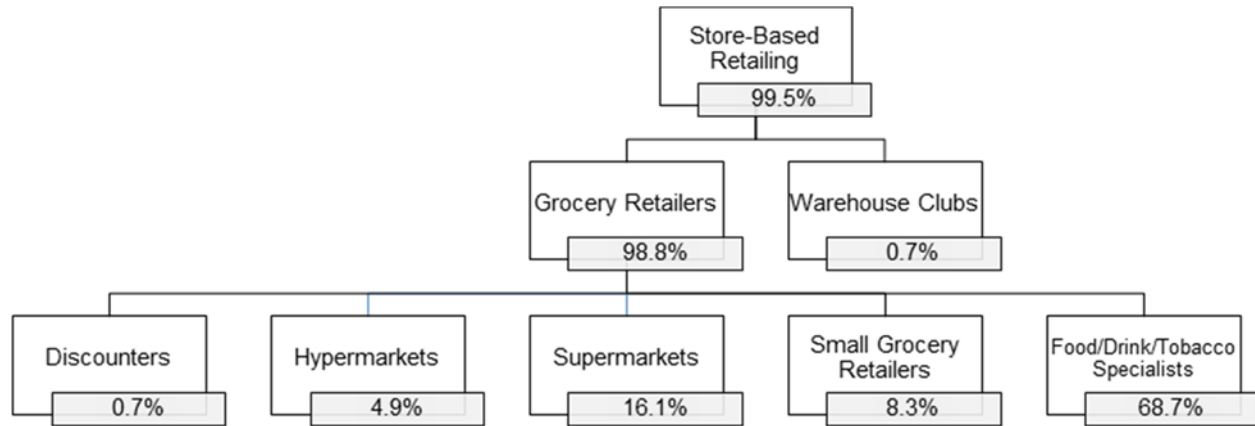 Store-Based
Retailing
99.5%
Grocery Retailers
98.8%
Warehouse Clubs
0.7%
Discounters
0.7%
Hypermarkets
4.9%
Supermarkets
16.1%
Small Grocery
Retailers
8.3%
Food/Drink/Tobacco
Specialists
68.7%